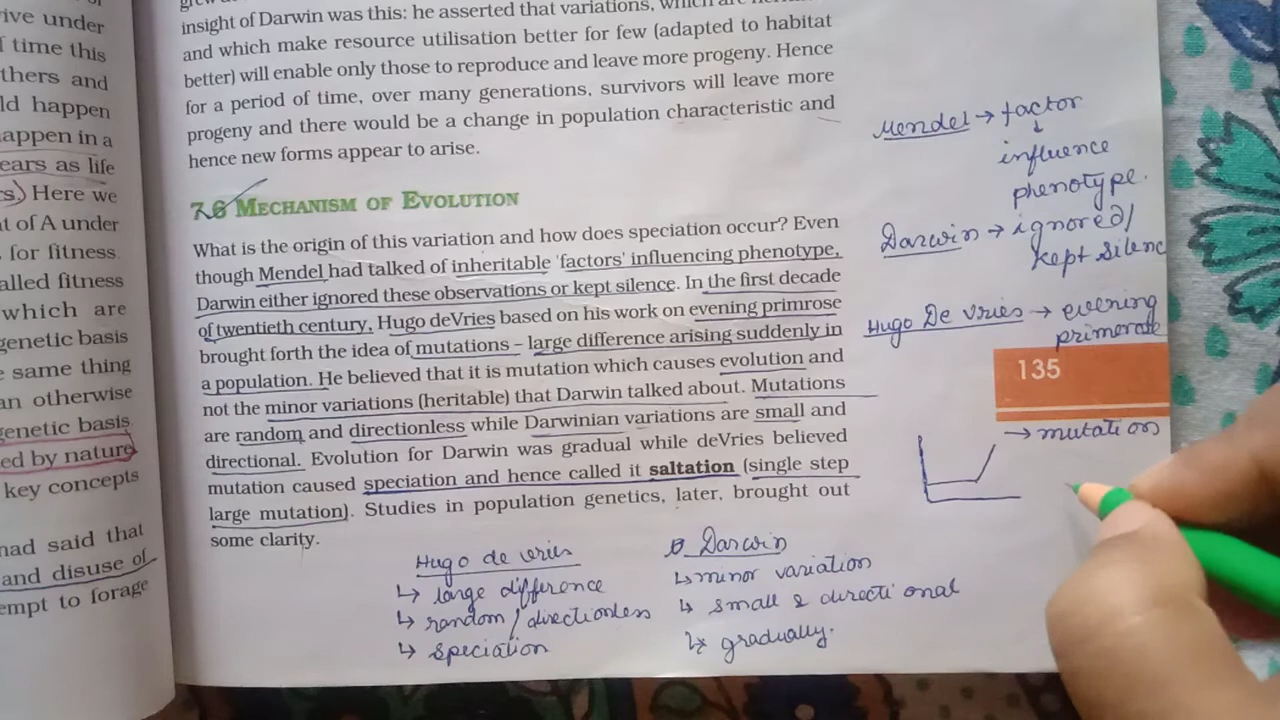 ive under
f time this
thers and
ld happen
appen in a
ears as life
s.) Here we
t of A under
for fitness
alled fitness
which are
genetic basis
e same thing
an otherwise
genetic basis
ed by nature
key concepts
had said that
and disuse of
empt to forage
insight of Darwin was this: he asserted that variations, which are
and which make resource utilisation better for few (adapted to habitat
better) will enable only those to reproduce and leave more progeny. Hence
for a period of time, over many generations, survivors will leave more
progeny and there would be a change in population characteristic and
hence new forms appear to arise.
7.6 MECHANISM OF EVOLUTION
What is the origin of this variation and how does speciation occur? Even
though Mendel had talked of inheritable 'factors' influencing phenotype,
Darwin either ignored these observations or kept silence. In the first decade
of twentieth century, Hugo deVries based on his work on evening primrose
brought forth the idea of mutations – large difference arising suddenly in
a population. He believed that it is mutation which causes evolution and
not the minor variations (heritable) that Darwin talked about. Mutations
are random and directionless while Darwinian variations are small and
directional. Evolution for Darwin was gradual while deVries believed
mutation caused speciation and hence called it saltation (single step
large mutation). Studies in population genetics, later, brought out
some clarity.
Hugo de vries
↳ large difference
↳ random / directionless
↳ speciation
Darwin
↳ minor variation
↳ small & directional
↳ gradually.
Mendel → factor
↓
influence
phenotype.
Darwin → ignored/
kept silenc
Hugo De Vries → evering
primerode
135
→ mutation